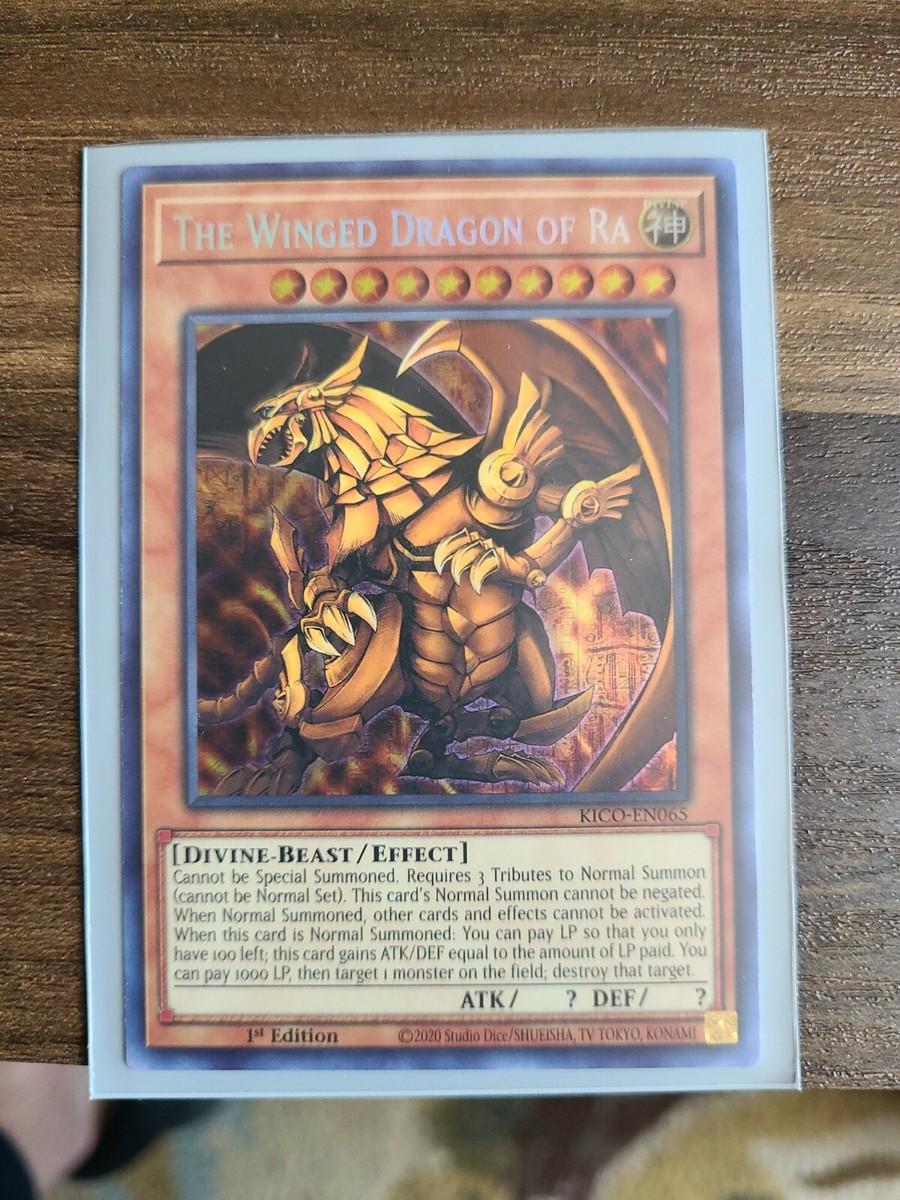 THE WINGED DRAGON OF RA
神
KICO-EN065
[DIVINE-BEAST/EFFECT]
Cannot be Special Summoned. Requires 3 Tributes to Normal Summon
(cannot be Normal Set). This card's Normal Summon cannot be negated.
When Normal Summoned, other cards and effects cannot be activated.
When this card is Normal Summoned: You can pay LP so that you only
have 100 left; this card gains ATK/DEF equal to the amount of LP paid. You
can pay 1000 LP, then target 1 monster on the field; destroy that target.
ATK/ ? DEF/ ?
1st Edition ©2020 Studio Dice/SHUEISHA, TV TOKYO, KONAMI